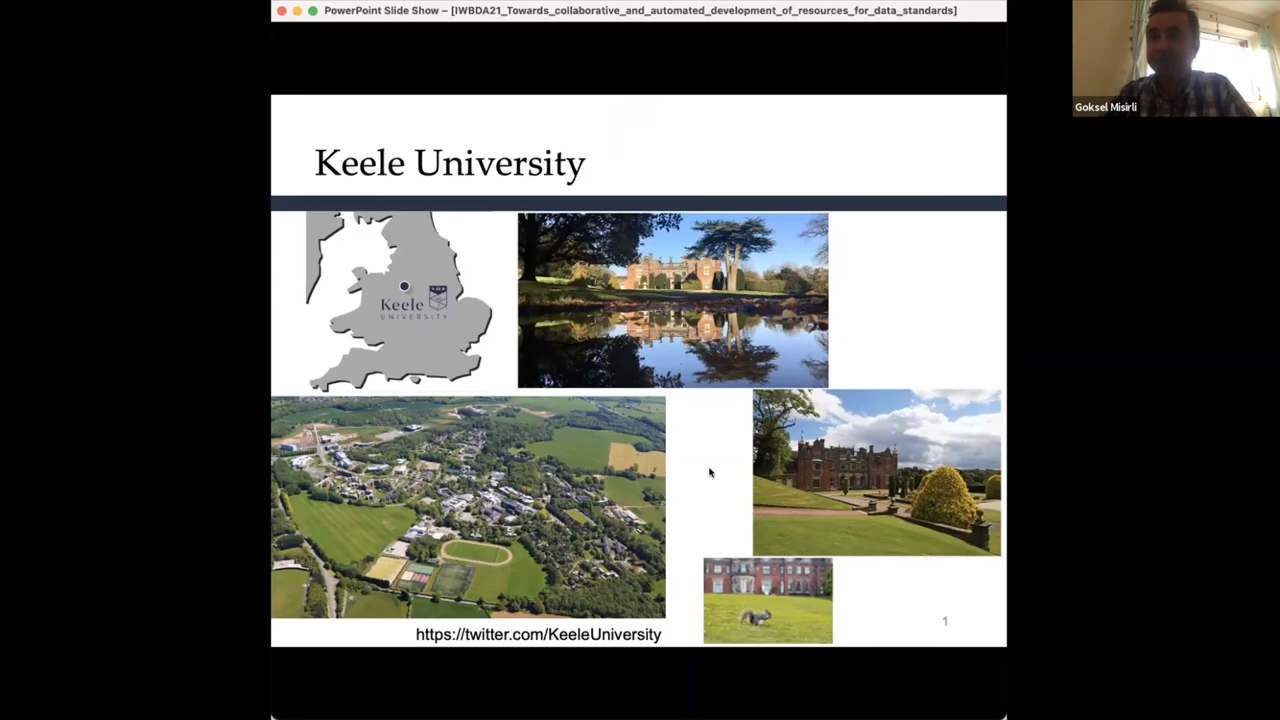 PowerPoint Slide Show – [IWBDA21_Towards_collaborative_and_automated_development_of_resources_for_data_standards]
Goksel Misirli
Keele University
Keele
UNIVERSITY
https://twitter.com/KeeleUniversity
1